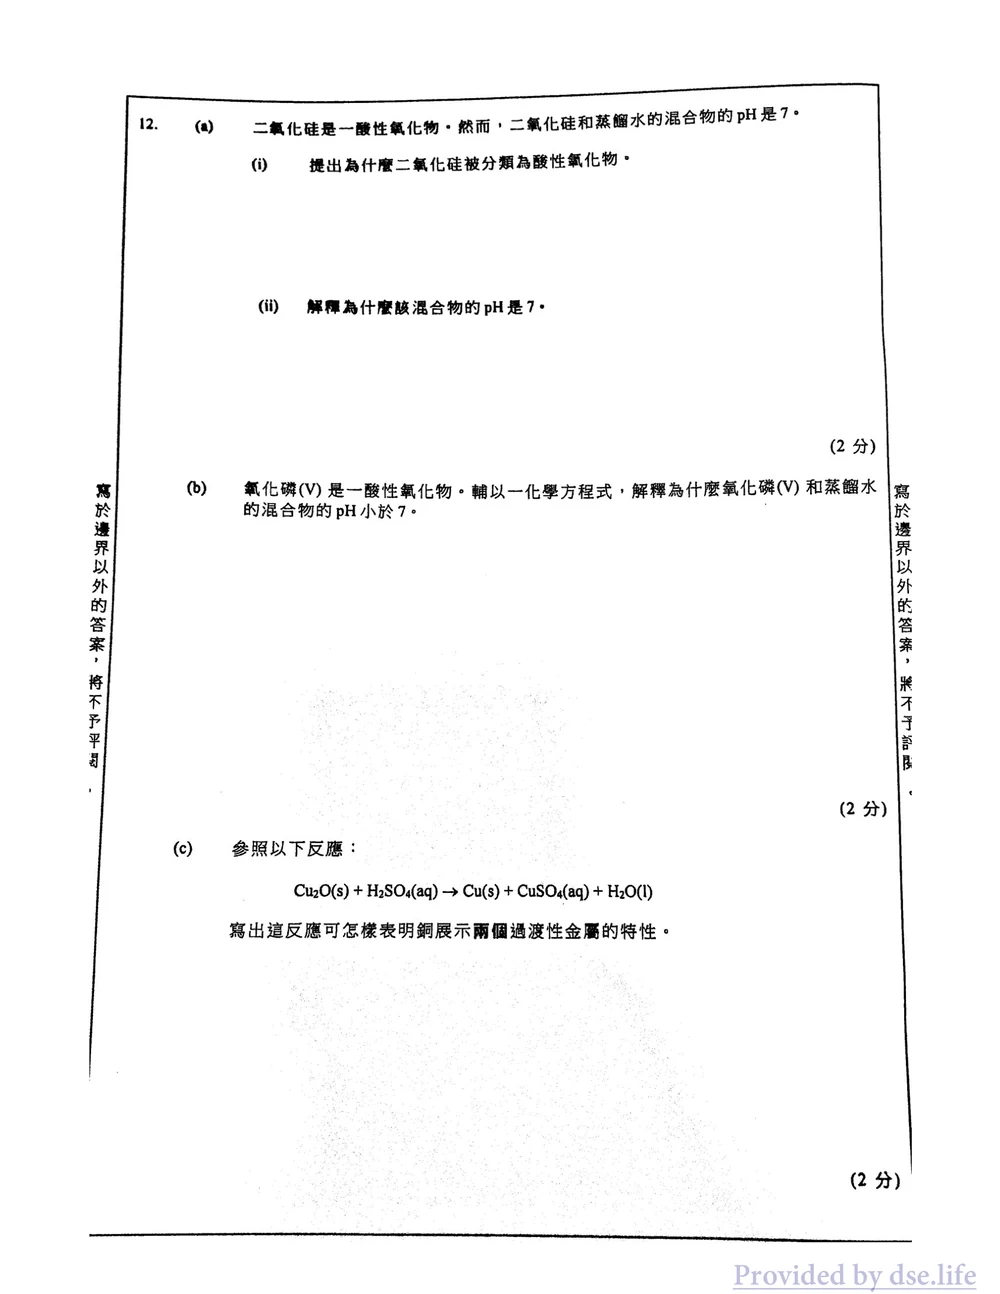 12. (a) 二氧化硅是一酸性氧化物。然而，二氧化硅和蒸餾水的混合物的 pH 是 7。
(i) 提出為什麼二氧化硅被分類為酸性氧化物。
(ii) 解釋為什麼該混合物的 pH 是 7。
(2 分)
(b) 氧化磷(V) 是一酸性氧化物。輔以一化學方程式，解釋為什麼氧化磷(V) 和蒸餾水
的混合物的 pH 小於 7。
(2 分)
(c) 參照以下反應：
Cu₂O(s) + H₂SO₄(aq) → Cu(s) + CuSO₄(aq) + H₂O(l)
寫出這反應可怎樣表明銅展示兩個過渡性金屬的特性。
(2 分)
寫於邊界以外的答案，將不予評閱。
寫於邊界以外的答案，將不予評閱。
Provided by dse.life